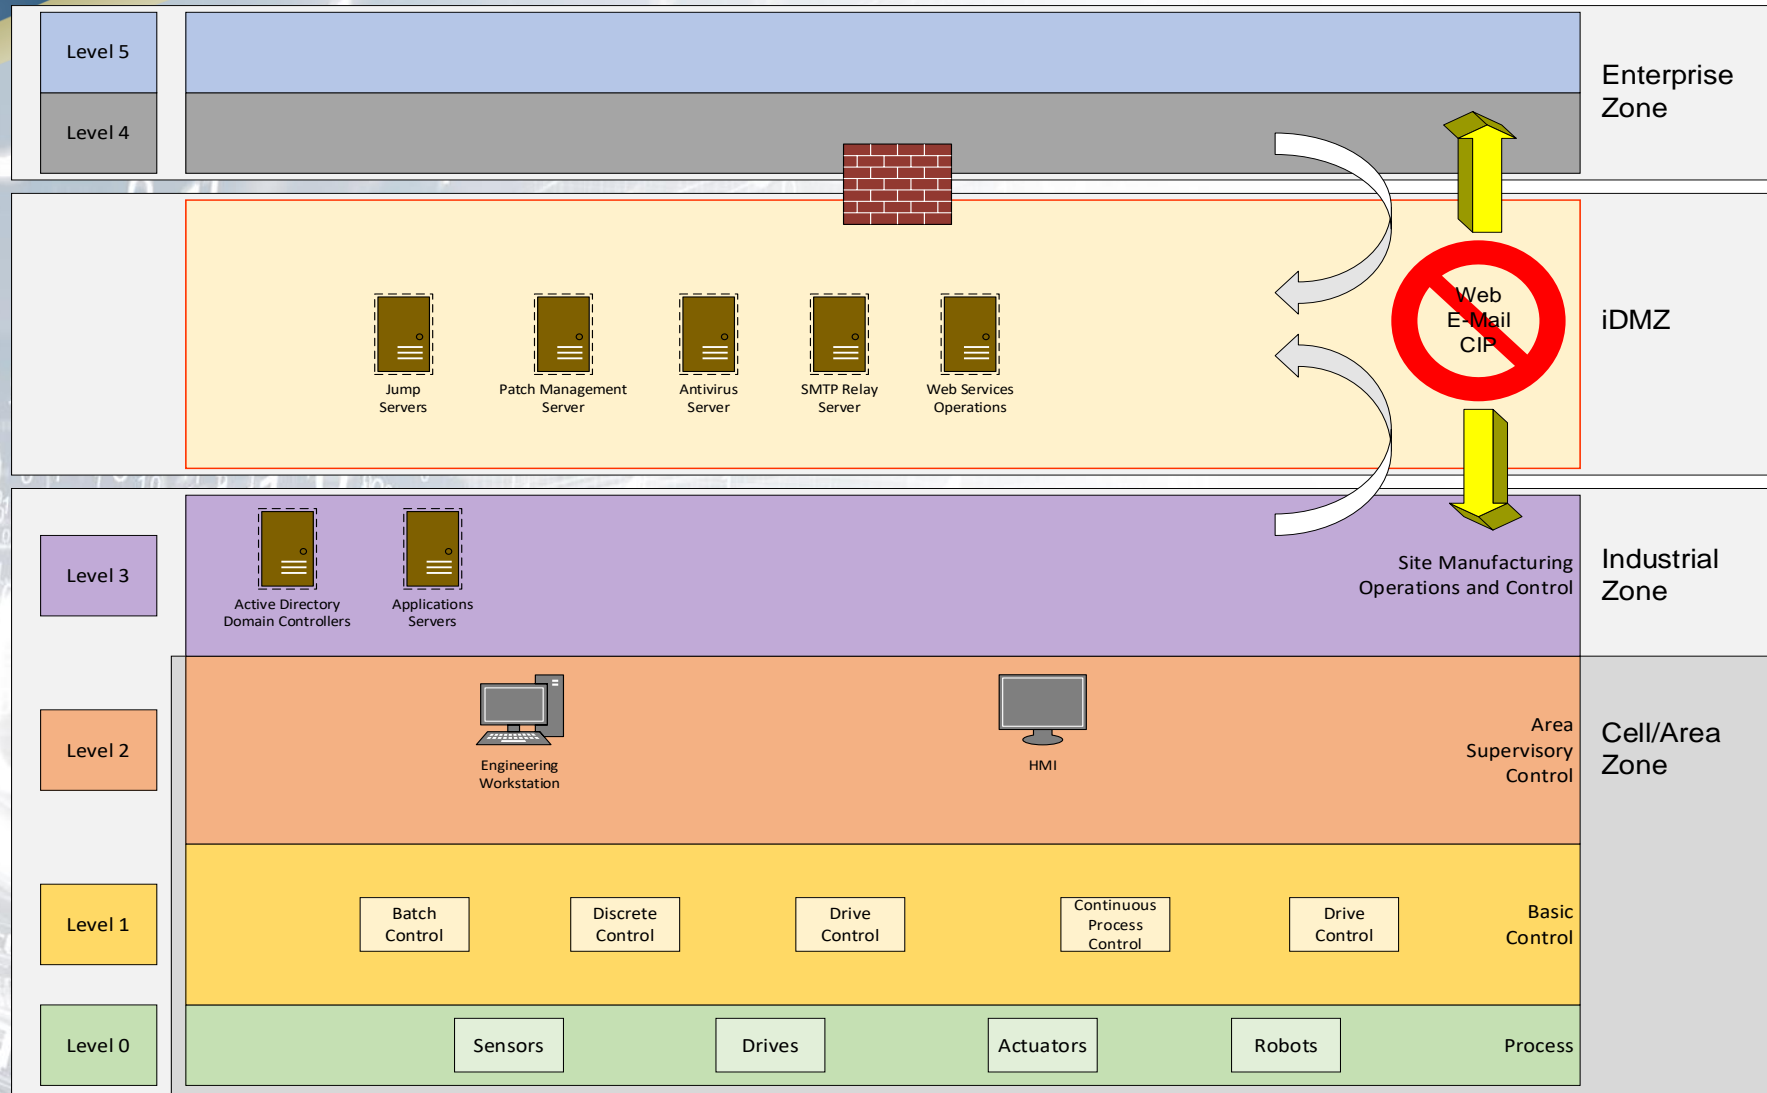 Level 5
Enterprise
Zone
Level 4
Web
E-Mail
CIP
iDMZ
Jump
Servers
Patch Management
Server
Antivirus
Server
SMTP Relay
Server
Web Services
Operations
Level 3
Active Directory
Domain Controllers
Applications
Servers
Site Manufacturing
Operations and Control
Industrial
Zone
Level 2
Engineering
Workstation
HMI
Area
Supervisory
Control
Cell/Area
Zone
Level 1
Batch
Control
Discrete
Control
Drive
Control
Continuous
Process
Control
Drive
Control
Basic
Control
Level 0
Sensors
Drives
Actuators
Robots
Process